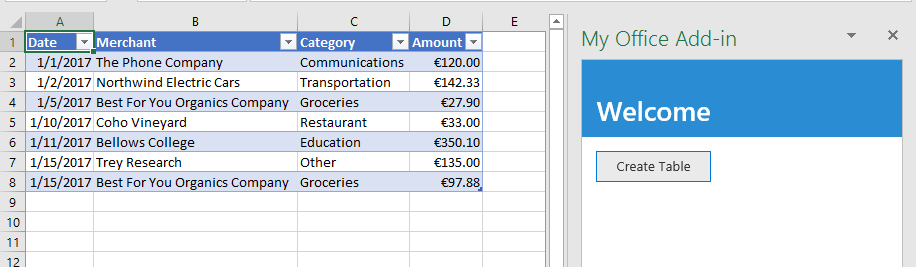 A B C D E
1 Date Merchant Category Amount
2 1/1/2017 The Phone Company Communications €120.00
3 1/2/2017 Northwind Electric Cars Transportation €142.33
4 1/5/2017 Best For You Organics Company Groceries €27.90
5 1/10/2017 Coho Vineyard Restaurant €33.00
6 1/11/2017 Bellows College Education €350.10
7 1/15/2017 Trey Research Other €135.00
8 1/15/2017 Best For You Organics Company Groceries €97.88
9
10
11
12
My Office Add-in
Welcome
Create Table